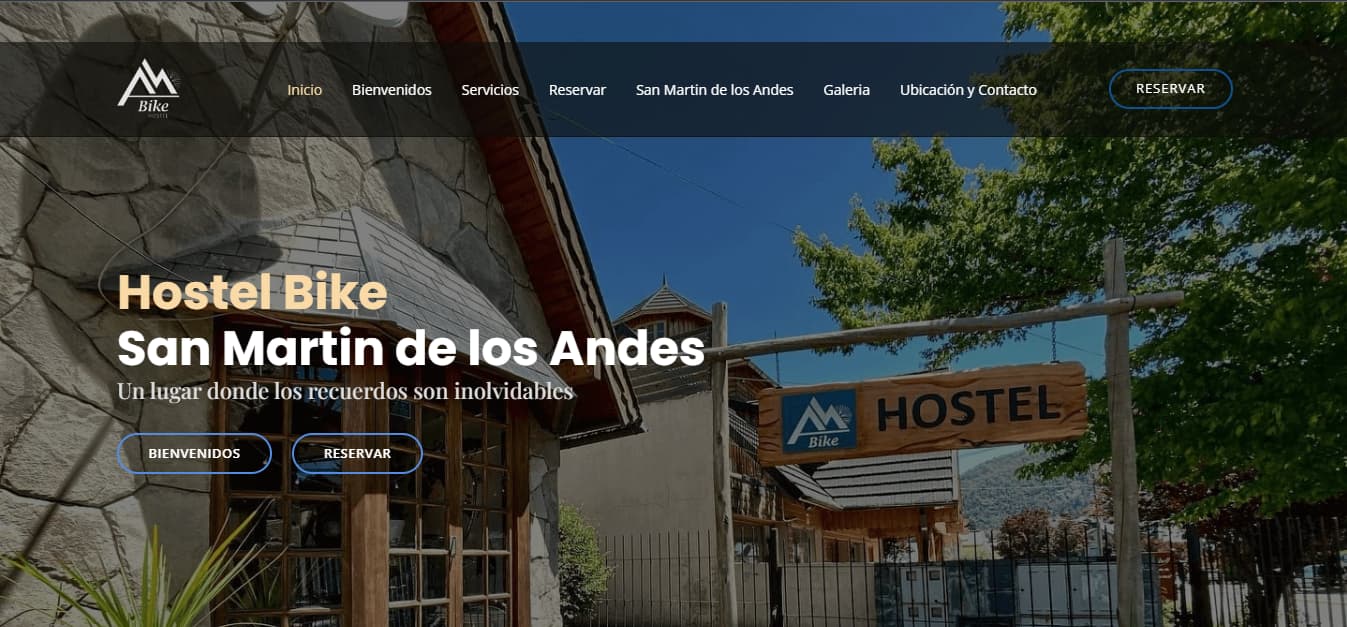 Bike
HOSTEL
Inicio
Bienvenidos
Servicios
Reservar
San Martin de los Andes
Galeria
Ubicación y Contacto
RESERVAR
Hostel Bike
San Martin de los Andes
Un lugar donde los recuerdos son inolvidables
BIENVENIDOS
RESERVAR
Bike
HOSTEL